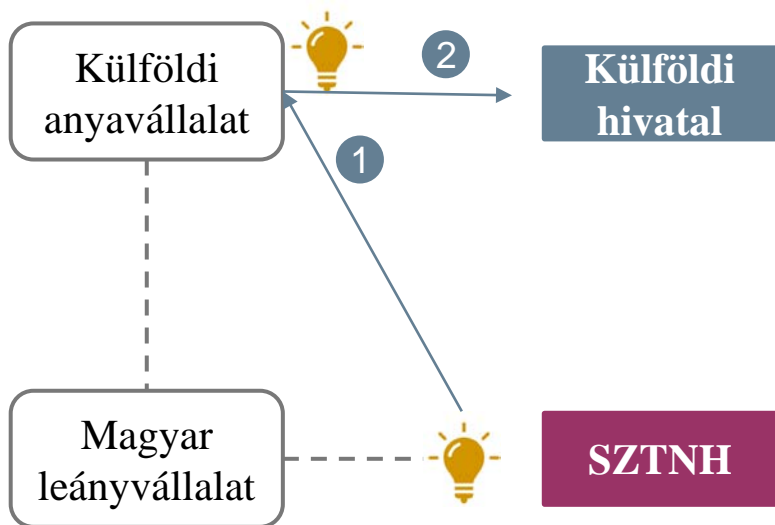 Külföldi
anyavállalat
2
Külföldi
hivatal
1
Magyar
leányvállalat
SZTNH